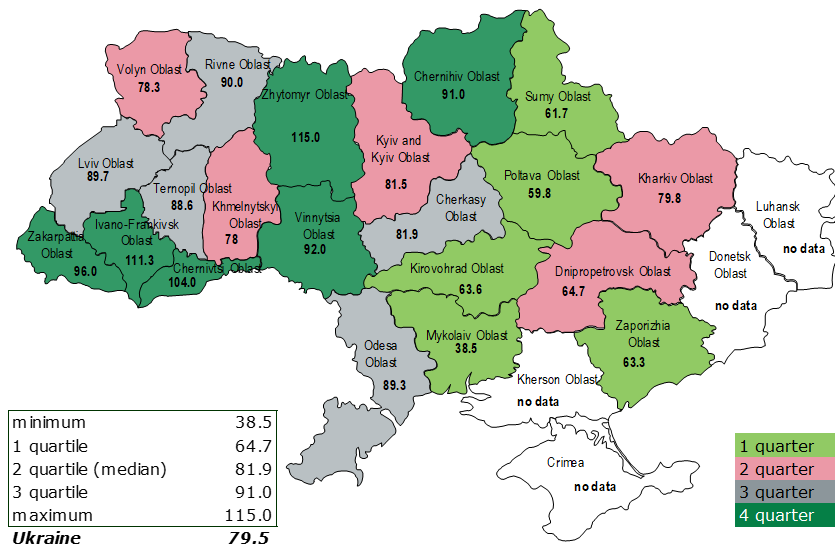 Volyn Oblast
78.3
Rivne Oblast
90.0
Zhytomyr Oblast
115.0
Kyiv and
Kyiv Oblast
81.5
Chernihiv Oblast
91.0
Sumy Oblast
61.7
Lviv Oblast
89.7
Ternopil Oblast
88.6
Khmelnytskyi
Oblast
78
Vinnytsia
Oblast
92.0
Cherkasy
Oblast
81.9
Poltava Oblast
59.8
Kharkiv Oblast
79.8
Luhansk
Oblast
no data
Zakarpattia
Oblast
96.0
Ivano-Frankivsk
Oblast
111.3
Chernivtsi Oblast
104.0
Kirovohrad Oblast
63.6
Dnipropetrovsk Oblast
64.7
Donetsk
Oblast
no data
Odesa
Oblast
89.3
Mykolaiv Oblast
38.5
Zaporizhia
Oblast
63.3
Kherson Oblast
no data
Crimea
no data
minimum 38.5
1 quartile 64.7
2 quartile (median) 81.9
3 quartile 91.0
maximum 115.0
Ukraine 79.5
1 quarter
2 quarter
3 quarter
4 quarter